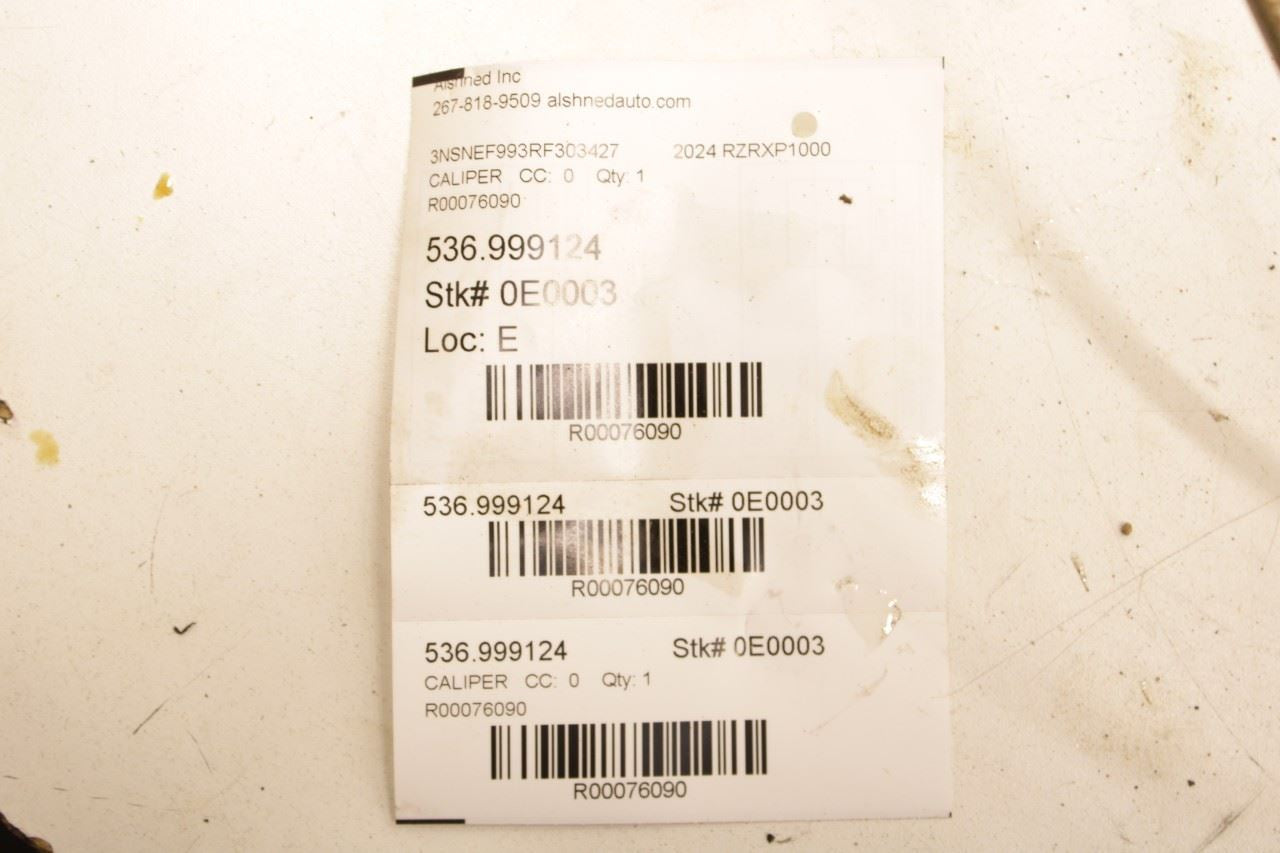 Alshned Inc
267-818-9509 alshnedauto.com
3NSNEF993RF303427 2024 RZRXP1000
CALIPER CC: 0 Qty: 1
R00076090
536.999124
Stk# 0E0003
Loc: E
R00076090
536.999124 Stk# 0E0003
R00076090
536.999124 Stk# 0E0003
CALIPER CC: 0 Qty: 1
R00076090
R00076090